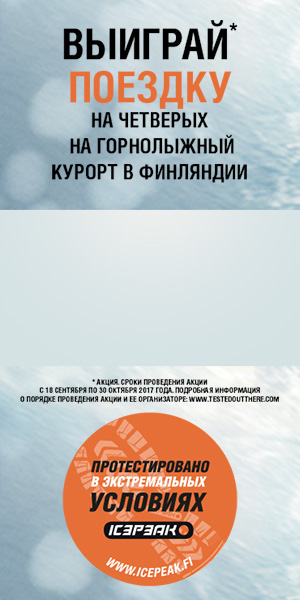 ВЫИГРАЙ*
ПОЕЗДКУ
НА ЧЕТВЕРЫХ
НА ГОРНОЛЫЖНЫЙ
КУРОРТ В ФИНЛЯНДИИ
* АКЦИЯ. СРОКИ ПРОВЕДЕНИЯ АКЦИИ
С 18 СЕНТЯБРЯ ПО 30 ОКТЯБРЯ 2017 ГОДА. ПОДРОБНАЯ ИНФОРМАЦИЯ
О ПОРЯДКЕ ПРОВЕДЕНИЯ АКЦИИ И ЕЕ ОРГАНИЗАТОРЕ: WWW.TESTEDOUTTHERE.COM
ПРОТЕСТИРОВАНО
В ЭКСТРЕМАЛЬНЫХ
УСЛОВИЯХ
ICEPEAK
WWW.ICEPEAK.FI